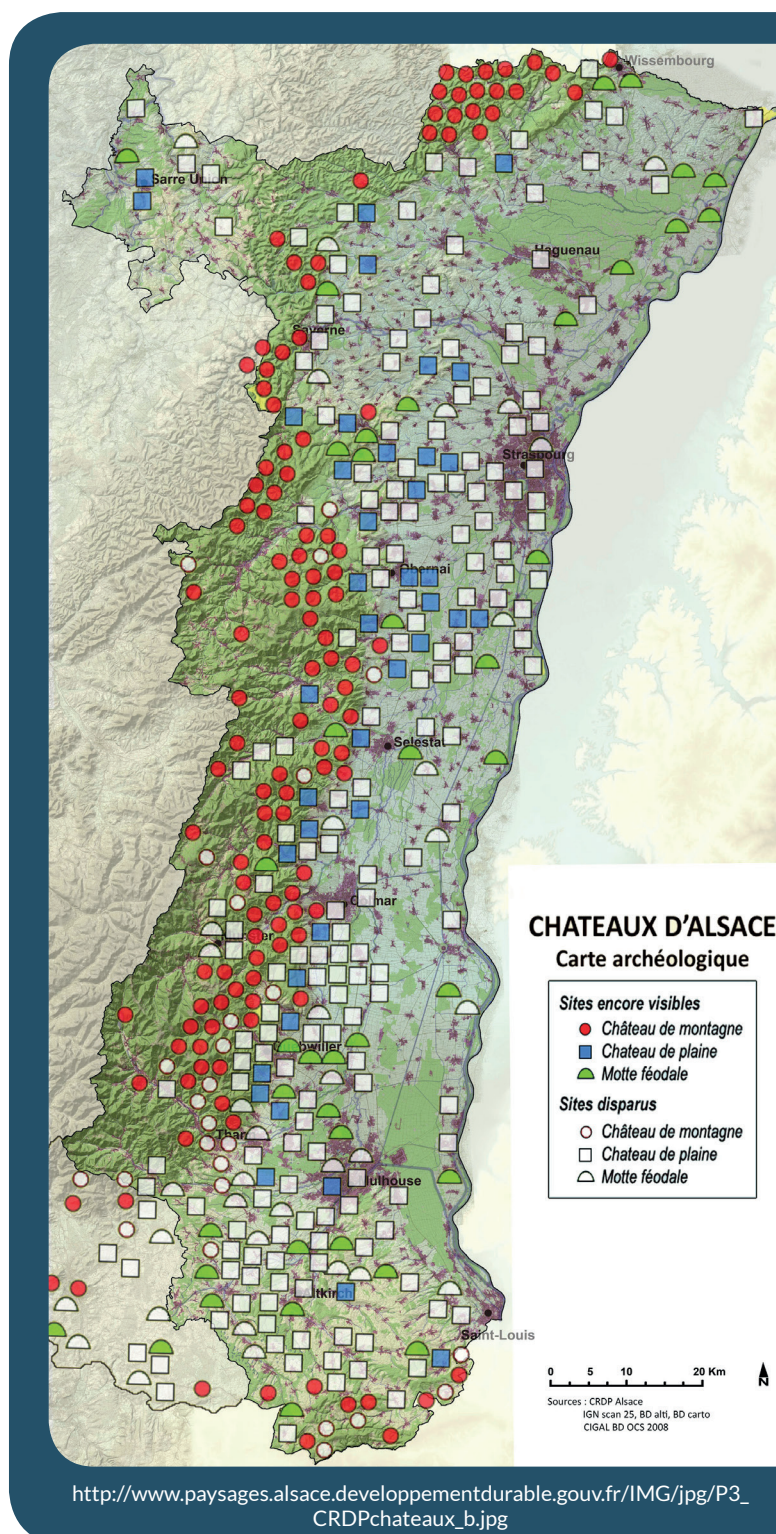 Wissembourg
Sarre Union
Haguenau
Saverne
Strasbourg
Obernai
Selestat
Colmar
Saint-Louis
CHATEAUX D'ALSACE
Carte archéologique
Sites encore visibles
Château de montagne
Chateau de plaine
Motte féodale
Sites disparus
Château de montagne
Chateau de plaine
Motte féodale
0 5 10 20 Km
N
Sources : CRDP Alsace
IGN scan 25, BD alti, BD carto
CIGAL BD OCS 2008
http://www.paysages.alsace.developpementdurable.gouv.fr/IMG/jpg/P3_
CRDPchateaux_b.jpg